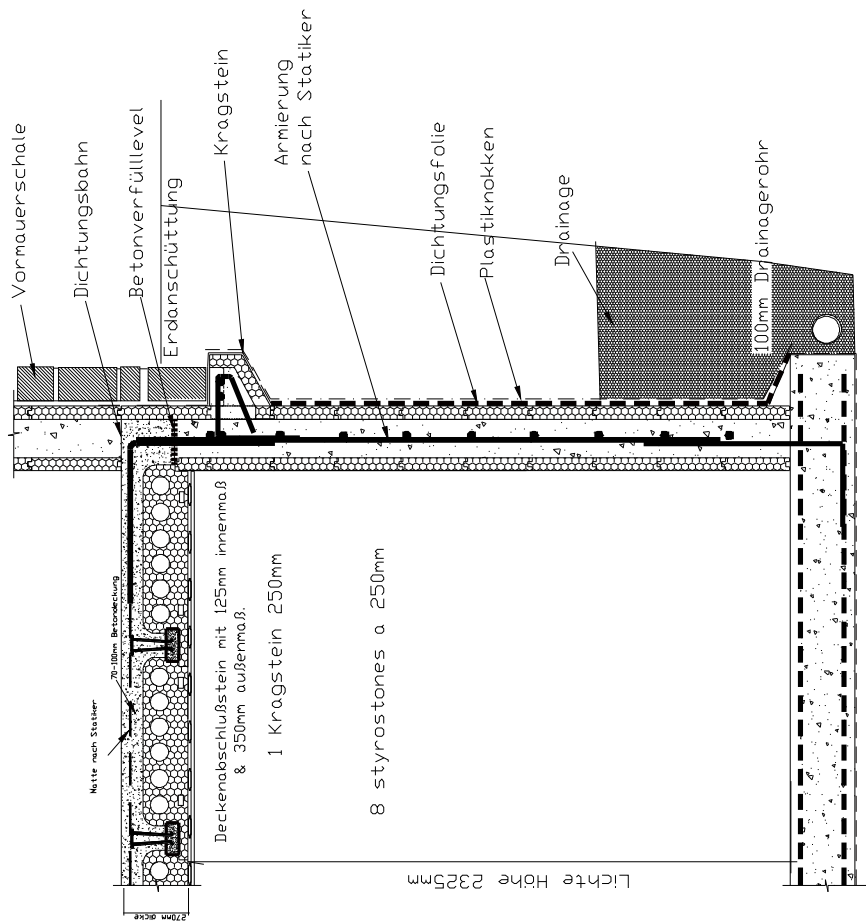 Vormauerschale
Dichtungsbahn
Betonverfülllevel
Erdanschüttung
Kragstein
Armierung
nach Statiker
Dichtungsfolie
Plastiknokken
Drainage
100mm Drainagerohr
Matte nach Statiker
70-100mm Betondeckung
Deckenabschlußstein mit 125mm innenmaß
& 350mm außenmaß.
1 Kragstein 250mm
8 styrostones a 250mm
Lichte Höhe 2325mm
270mm dicke